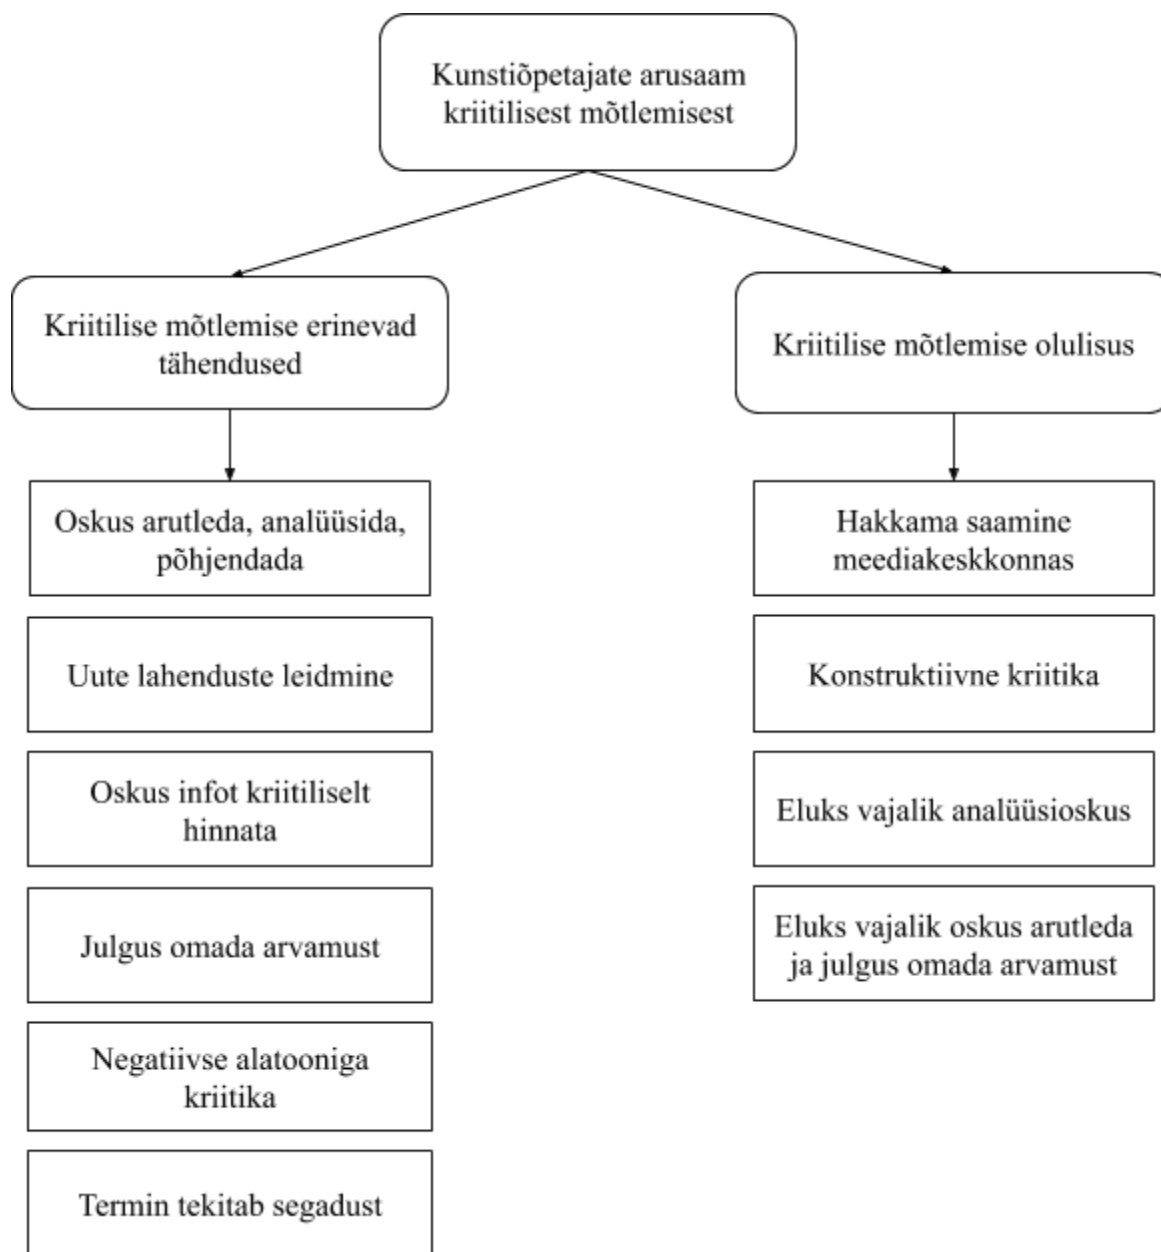 Kunstiõpetajate arusaam
kriitilisest mõtlemisest
Kriitilise mõtlemise erinevad
tähendused
Oskus arutleda, analüüsida,
põhjendada
Uute lahenduste leidmine
Oskus infot kriitiliselt
hinnata
Julgus omada arvamust
Negatiivse alatooniga
kriitika
Termin tekitab segadust
Kriitilise mõtlemise olulisus
Hakkama saamine
meediakeskkonnas
Konstruktiivne kriitika
Eluks vajalik analüüsioskus
Eluks vajalik oskus arutleda
ja julgus omada arvamust